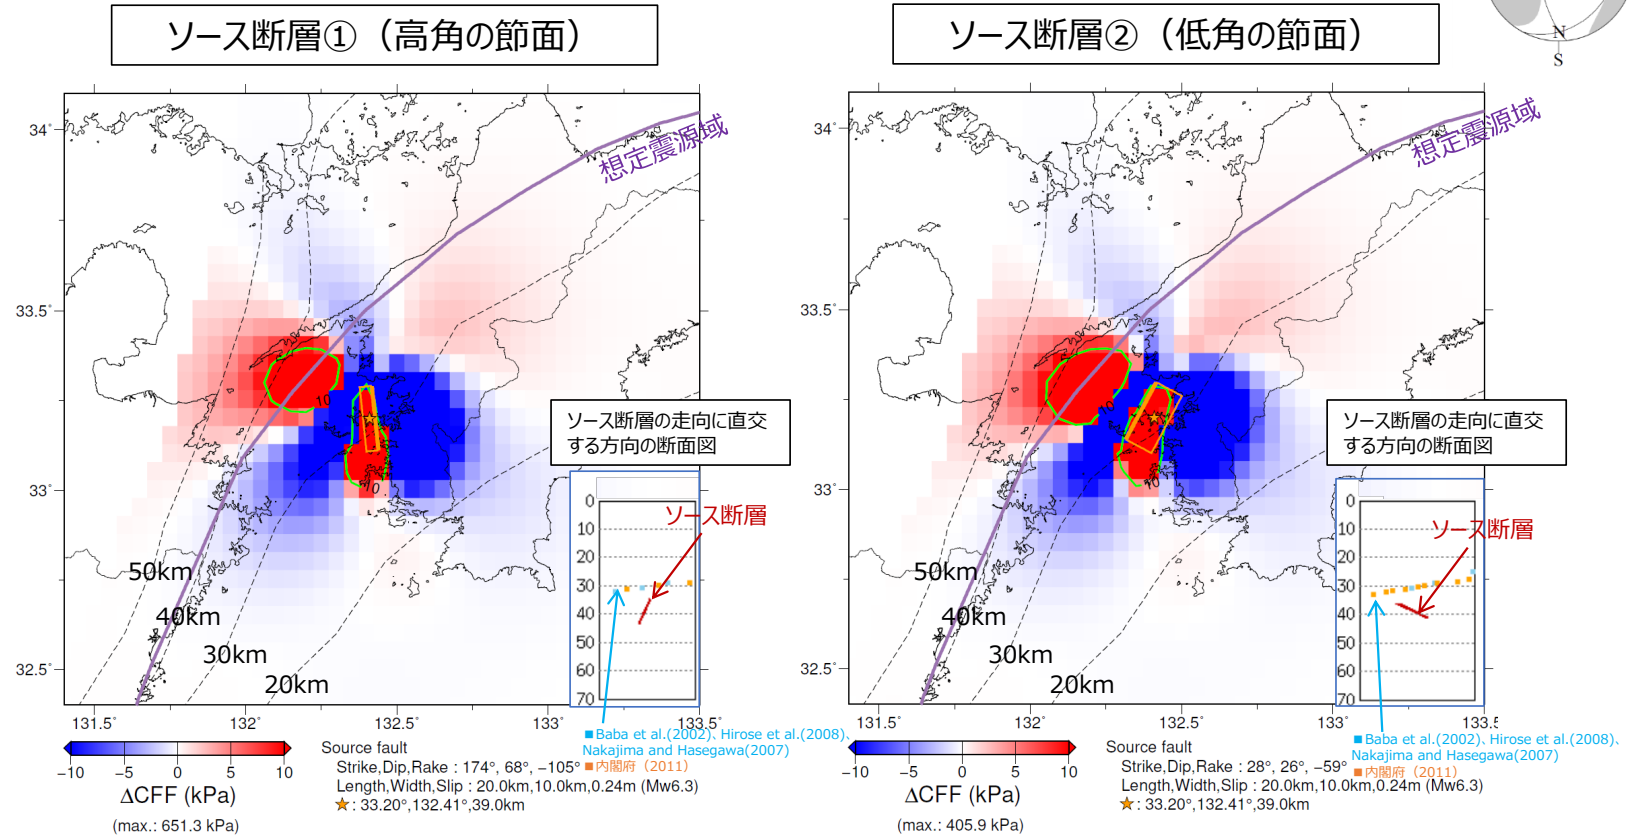 ソース断層①（高角の節面）
ソース断層②（低角の節面）
N
S
34°
33.5°
33°
32.5°
131.5°
132°
132.5°
133°
133.5°
想定震源域
10
10
50km
40km
30km
20km
ソース断層の走向に直交
する方向の断面図
ソース断層
0
10
20
30
40
50
60
70
■Baba et al.(2002)、Hirose et al.(2008)、
Nakajima and Hasegawa(2007)
■内閣府（2011）
−10 −5 0 5 10
ΔCFF (kPa)
(max.: 651.3 kPa)
Source fault
Strike,Dip,Rake : 174°, 68°, −105°
Length,Width,Slip : 20.0km,10.0km,0.24m (Mw6.3)
★: 33.20°,132.41°,39.0km
34°
33.5°
33°
32.5°
131.5°
132°
132.5°
133°
133.5°
想定震源域
10
50km
40km
30km
20km
ソース断層の走向に直交
する方向の断面図
ソース断層
0
10
20
30
40
50
60
70
■Baba et al.(2002)、Hirose et al.(2008)、
Nakajima and Hasegawa(2007)
■内閣府（2011）
−10 −5 0 5 10
ΔCFF (kPa)
(max.: 405.9 kPa)
Source fault
Strike,Dip,Rake : 28°, 26°, −59°
Length,Width,Slip : 20.0km,10.0km,0.24m (Mw6.3)
★: 33.20°,132.41°,39.0km